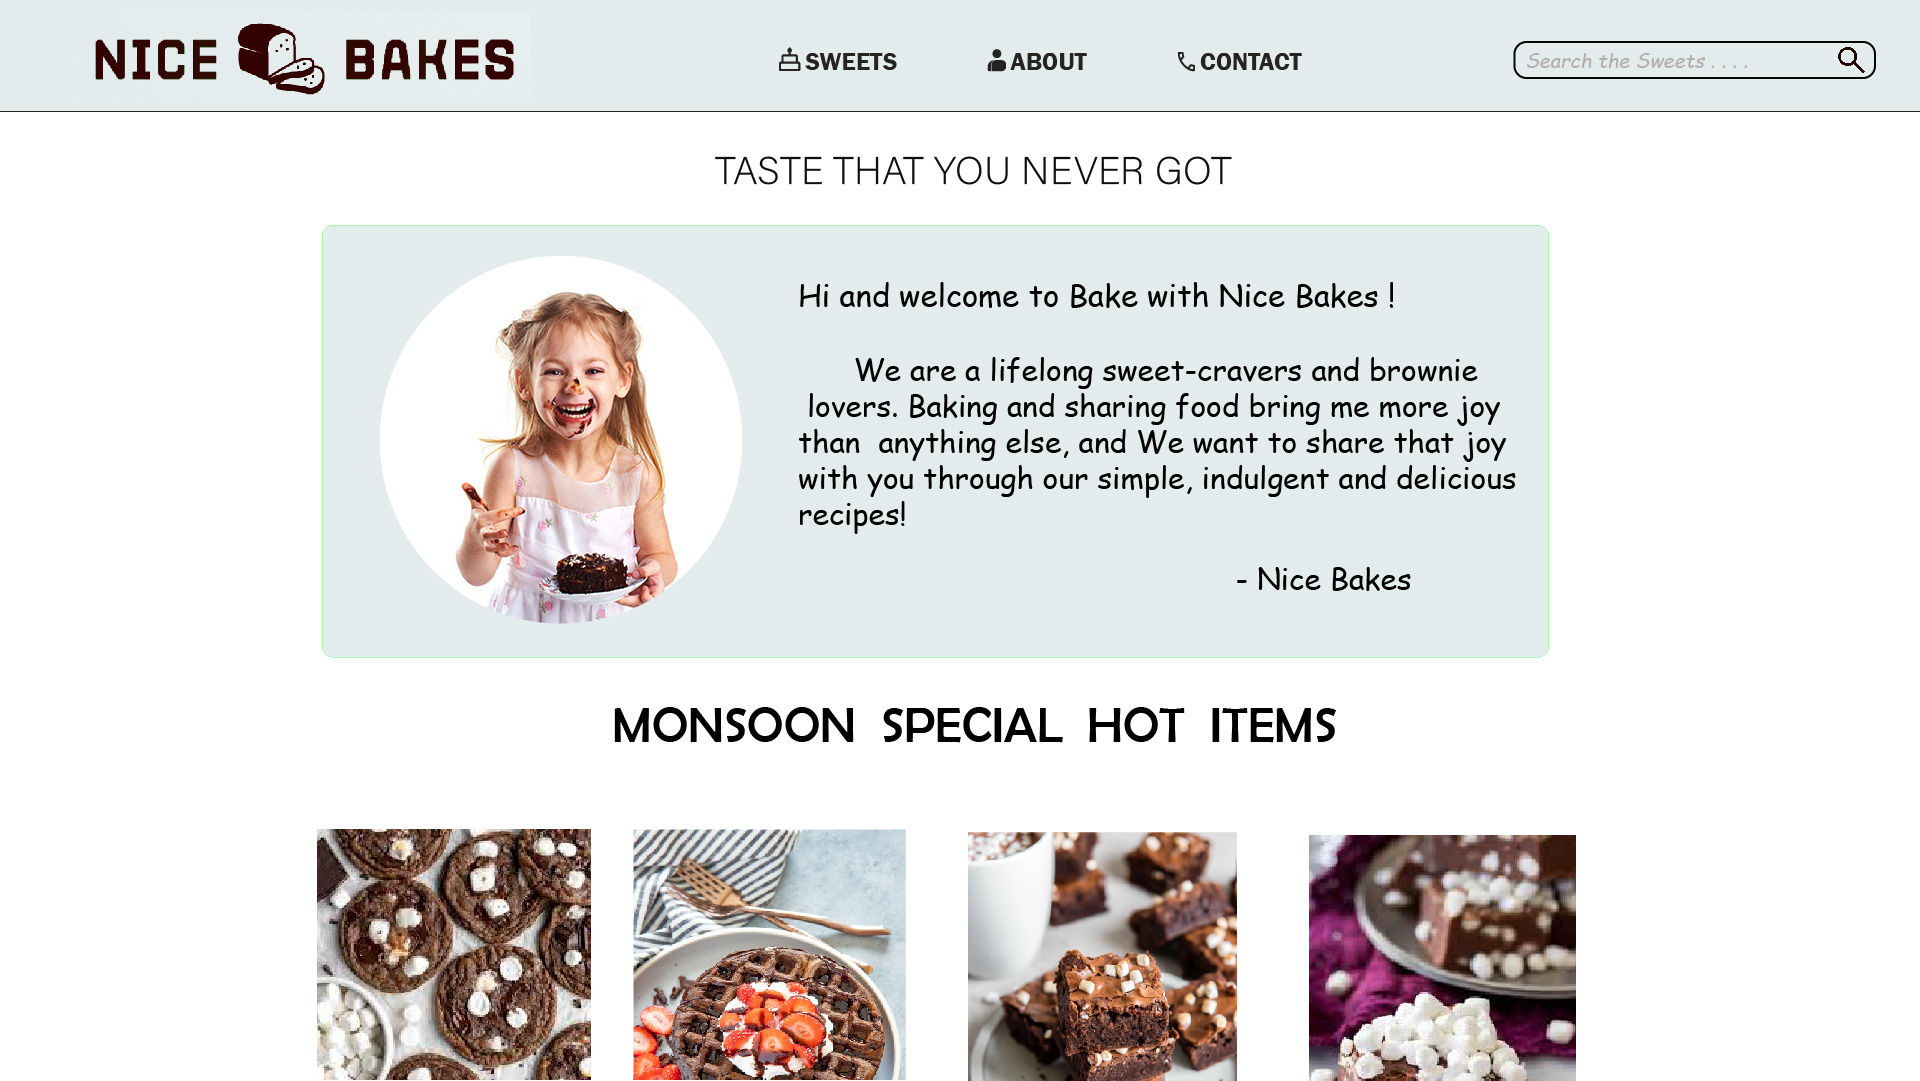 NICE BAKES
SWEETS
ABOUT
CONTACT
Search the Sweets . . . .
TASTE THAT YOU NEVER GOT
Hi and welcome to Bake with Nice Bakes !
We are a lifelong sweet-cravers and brownie
lovers. Baking and sharing food bring me more joy
than anything else, and We want to share that joy
with you through our simple, indulgent and delicious
recipes!
- Nice Bakes
MONSOON SPECIAL HOT ITEMS